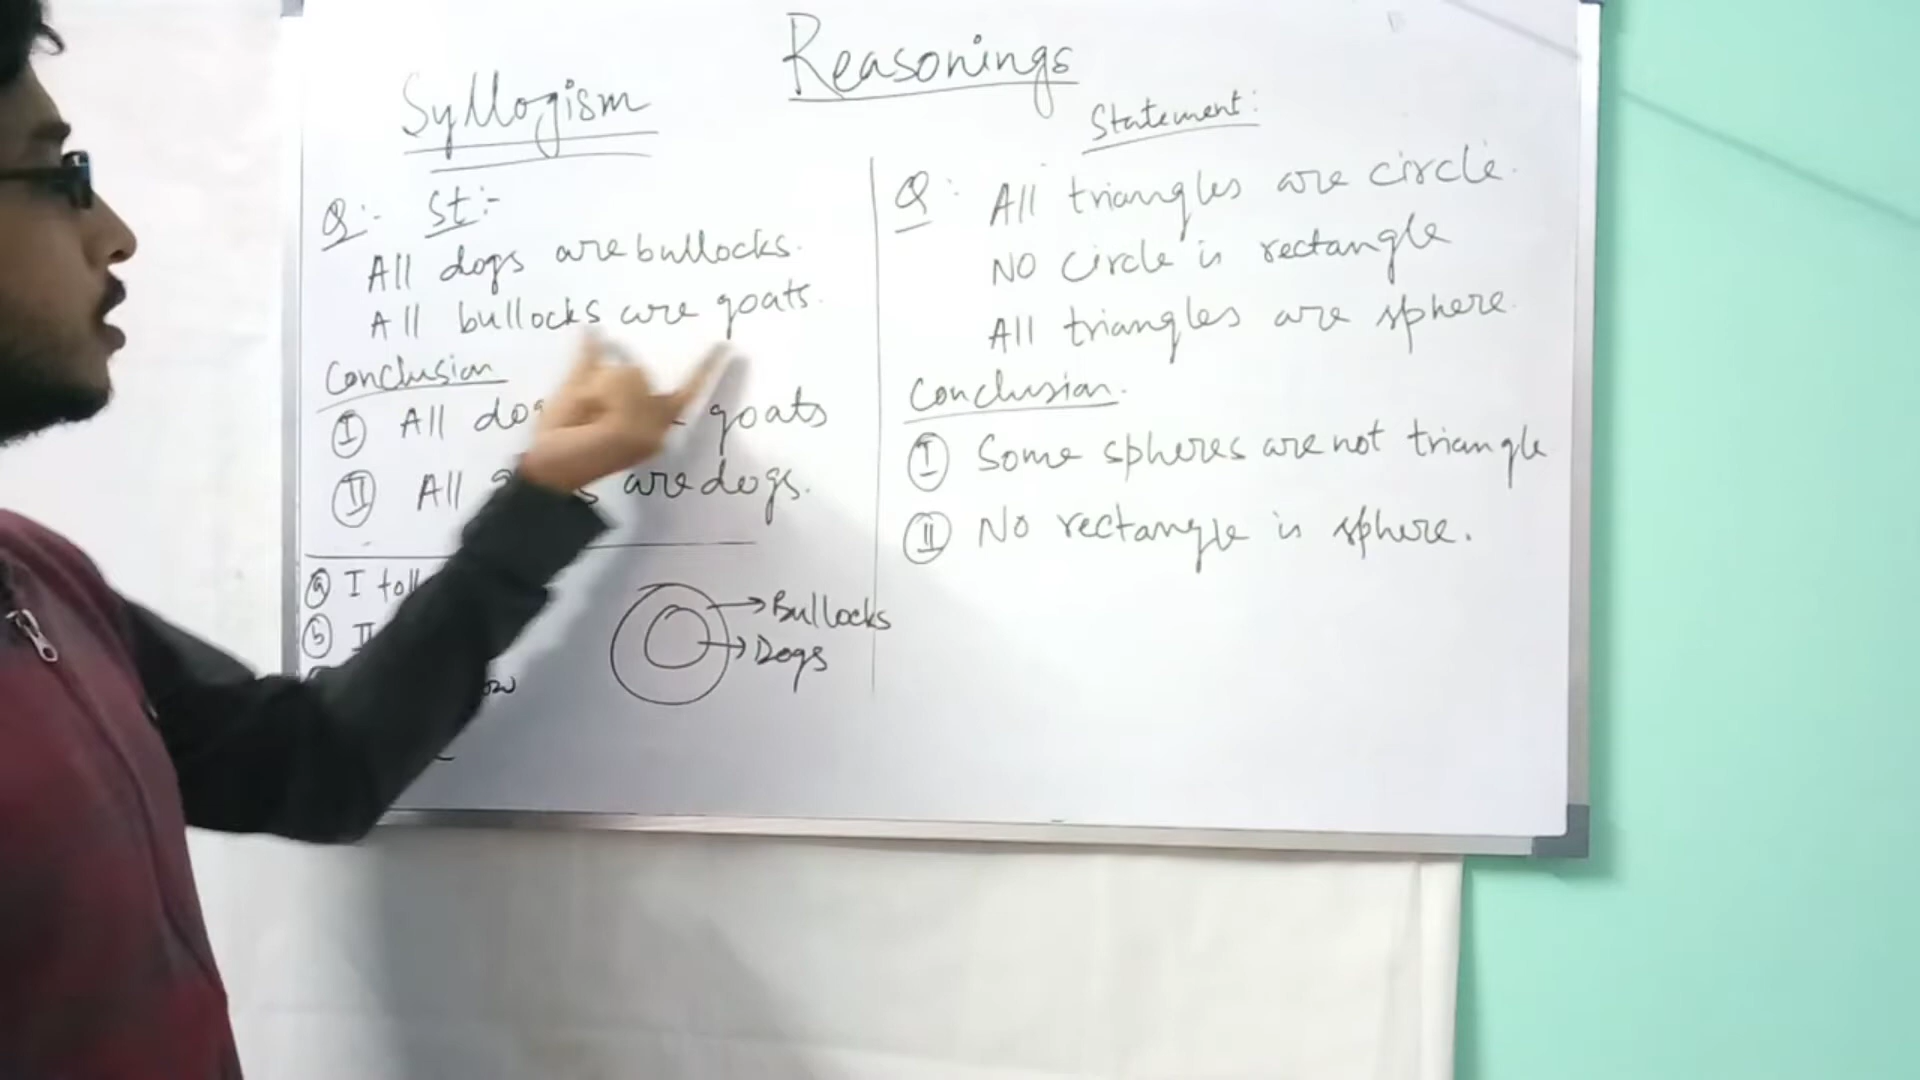 Reasonings
Syllogism
Q:- St:-
All dogs are bullocks.
All bullocks are goats.
Conclusion
I All goats
II All are dogs.
a I
b II
Bullocks
Dogs
Statement:
Q: All triangles are circle.
NO circle is rectangle
All triangles are sphere.
Conclusion.
I Some spheres are not triangle
II No rectangle is sphere.